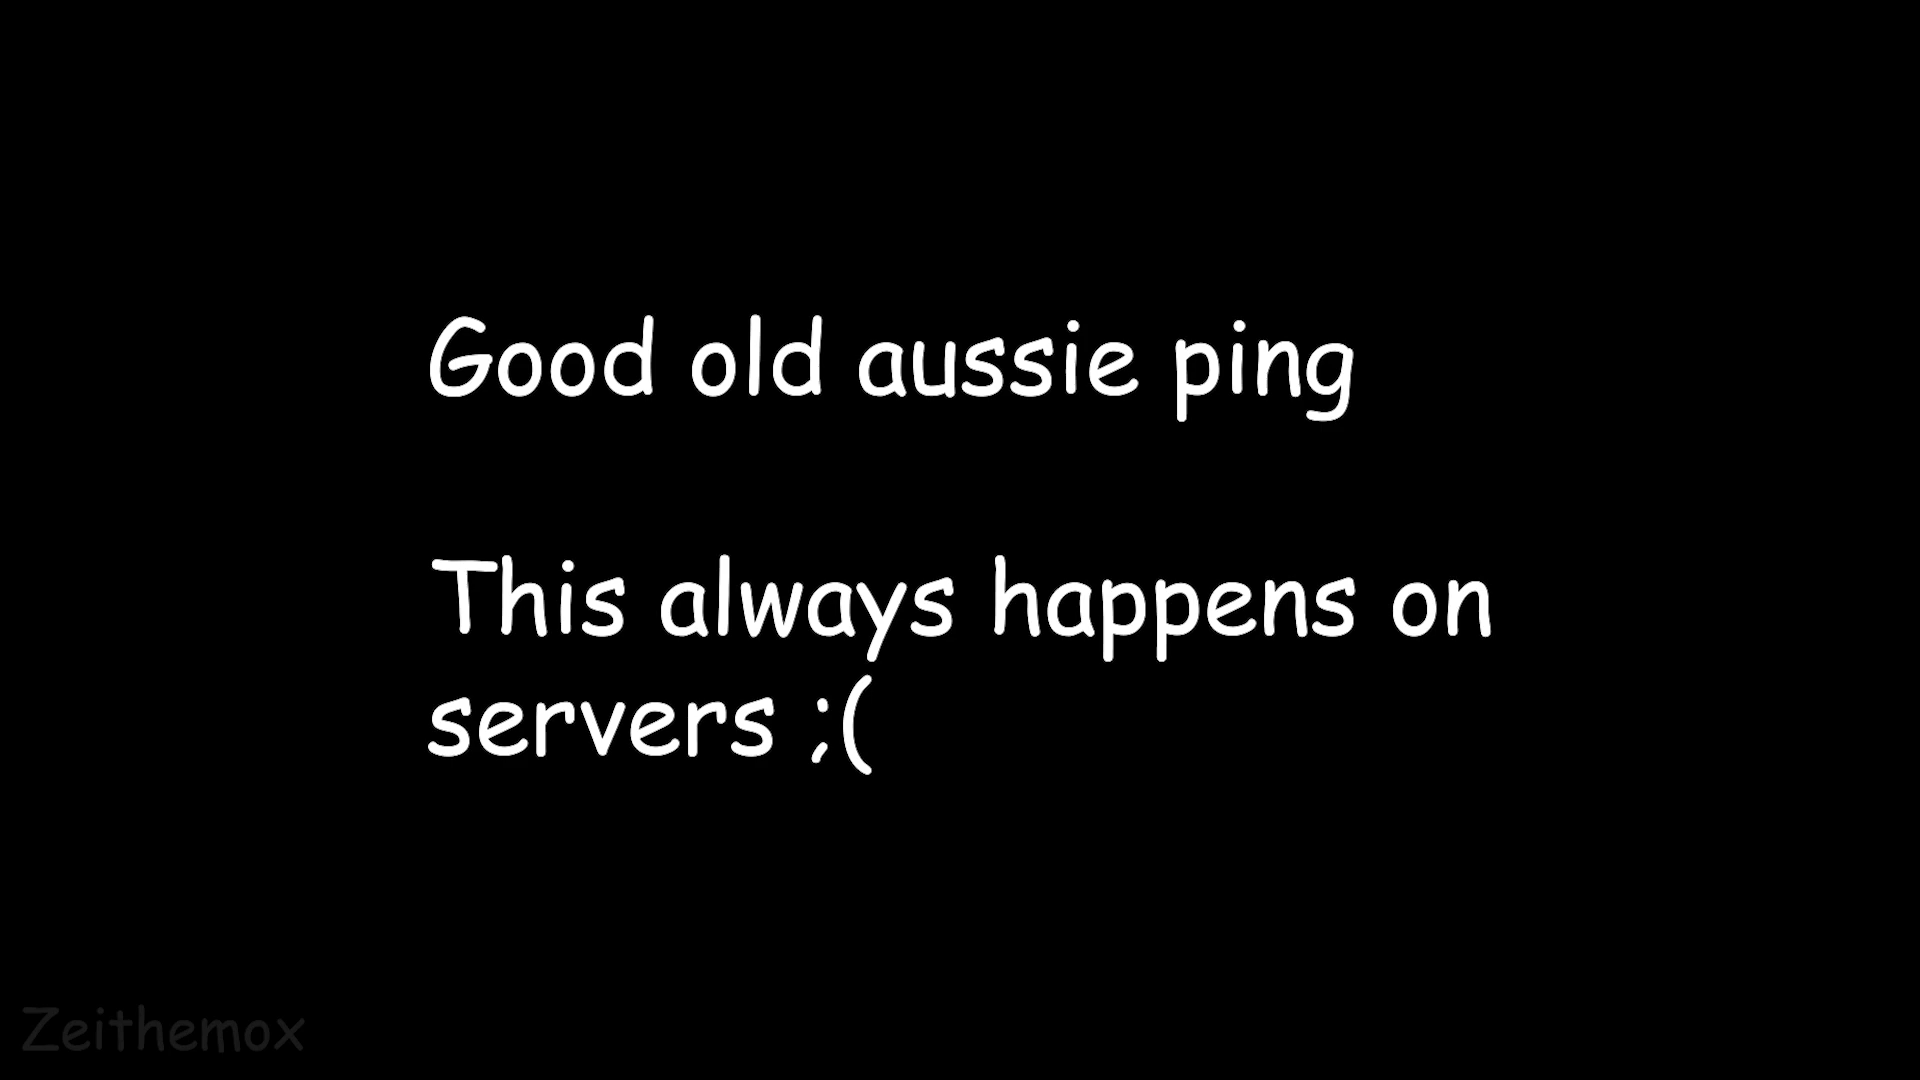 Good old aussie ping
This always happens on
servers ;(
Zeithemox